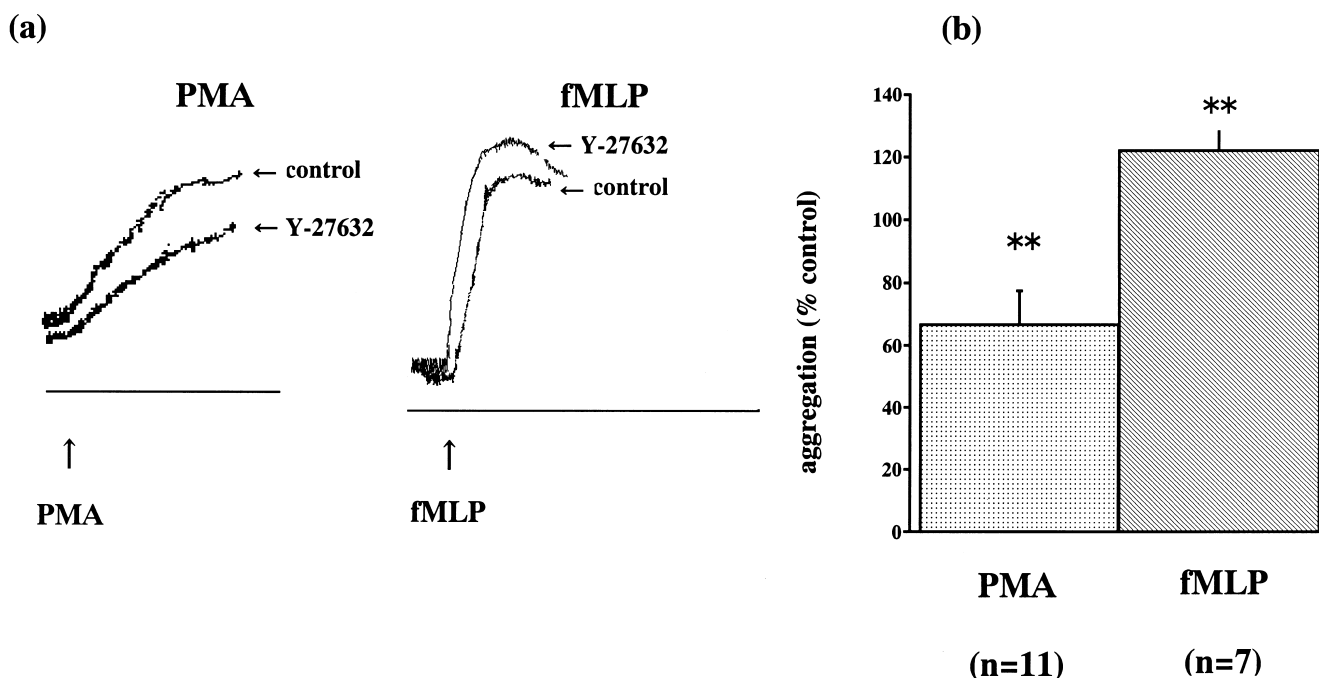 (a)
PMA
← control
← Y-27632
↑
PMA
fMLP
← Y-27632
← control
↑
fMLP
(b)
aggregation (% control)
140
120
100
80
60
40
20
0
**
**
PMA
fMLP
(n=11)
(n=7)